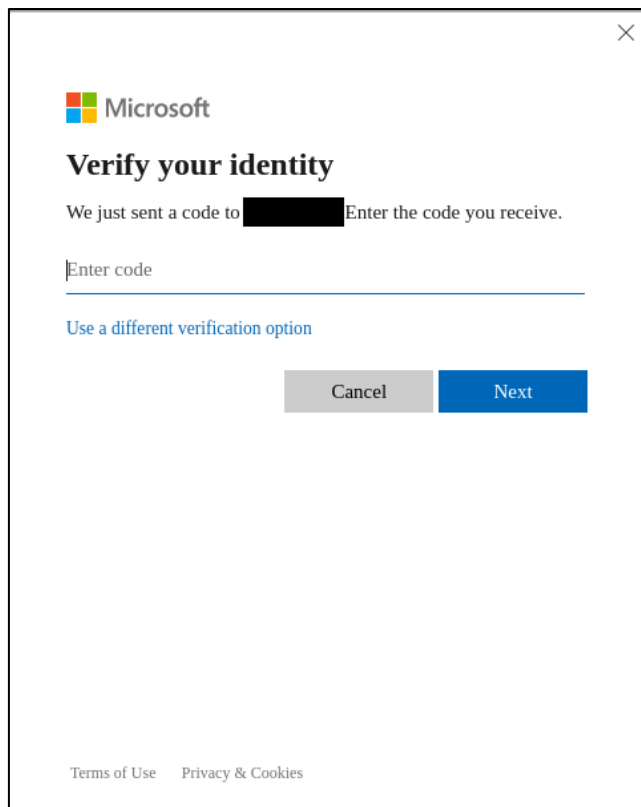 Microsoft
Verify your identity
We just sent a code to Enter the code you receive.
Enter code
Use a different verification option
Cancel Next
Terms of Use Privacy & Cookies